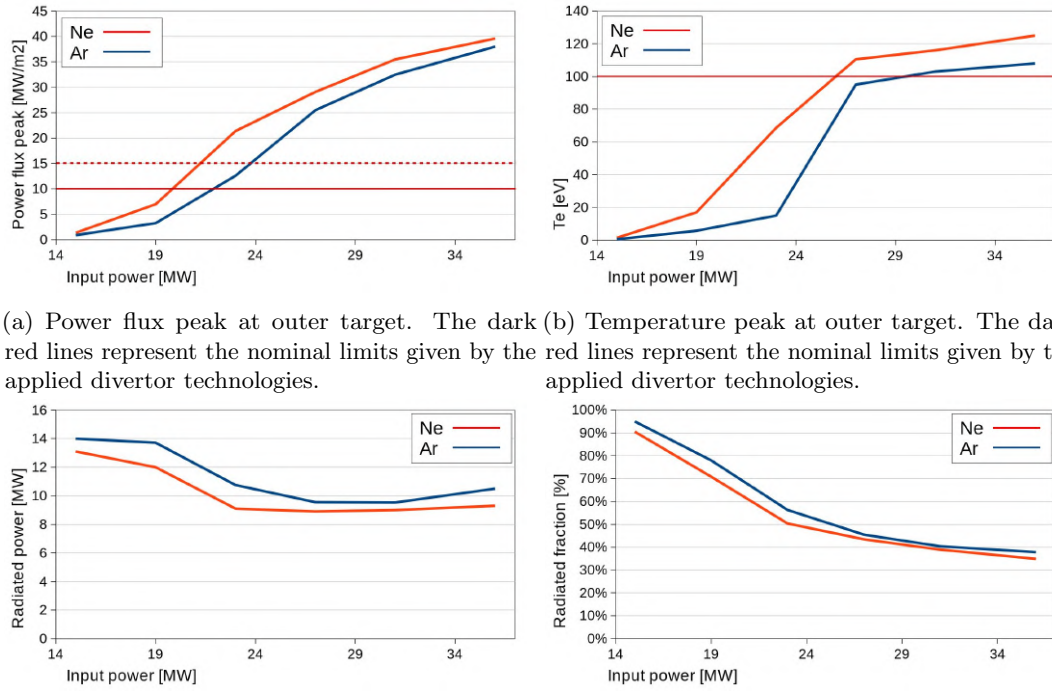 45
40
35
30
25
20
15
10
5
0
Power flux peak [MW/m2]
Ne
Ar
14 19 24 29 34
Input power [MW]
140
120
100
80
60
40
20
0
Te [eV]
Ne
Ar
14 19 24 29 34
Input power [MW]
(a) Power flux peak at outer target. The dark
red lines represent the nominal limits given by the
applied divertor technologies.
(b) Temperature peak at outer target. The
red lines represent the nominal limits given by
applied divertor technologies.
16
14
12
10
8
6
4
2
0
Radiated power [MW]
Ne
Ar
14 19 24 29 34
Input power [MW]
100%
90%
80%
70%
60%
50%
40%
30%
20%
10%
0%
Radiated fraction [%]
Ne
Ar
14 19 24 29 34
Input power [MW]